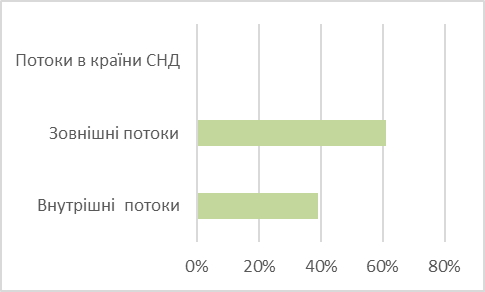 Потоки в країни СНД
Зовнішні потоки
Внутрішні потоки
0% 20% 40% 60% 80%